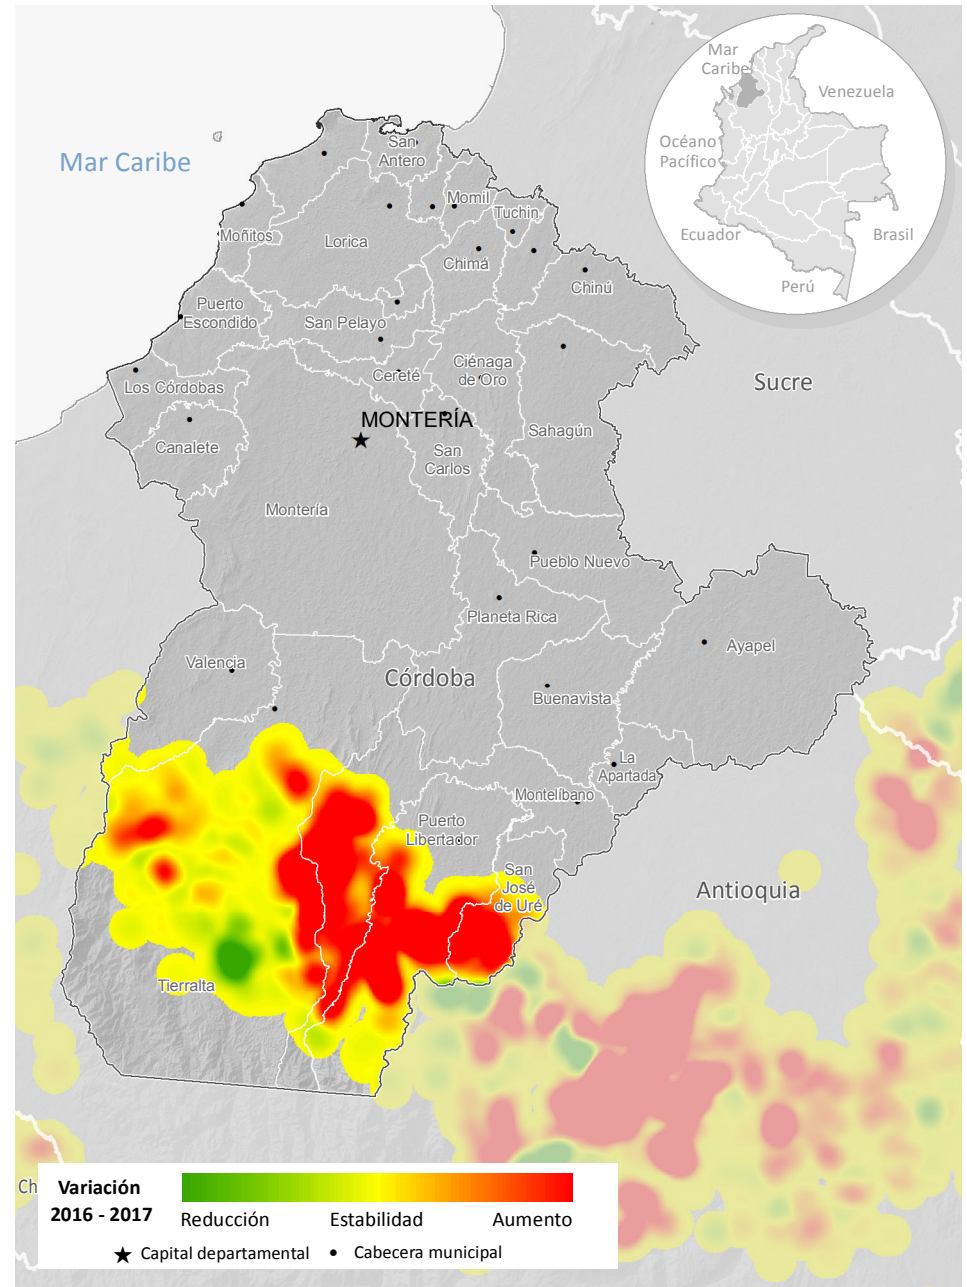 Mar
Caribe
Venezuela
Océano
Pacífico
Ecuador
Brasil
Perú
Mar Caribe
San
Antero
Momil
Tuchin
Moñitos
Lorica
Chimá
Chinú
Puerto
Escondido
San Pelayo
Ciénaga
de Oro
Cereté
Los Córdobas
Sucre
MONTERÍA
Canalete
San
Carlos
Sahagún
Montería
Pueblo Nuevo
Planeta Rica
Ayapel
Valencia
Córdoba
Buenavista
La
Apartada
Montelíbano
Puerto
Libertador
San
José
de Uré
Antioquia
Tierralta
Ch
Variación
2016 - 2017
Reducción
Estabilidad
Aumento
Capital departamental
Cabecera municipal